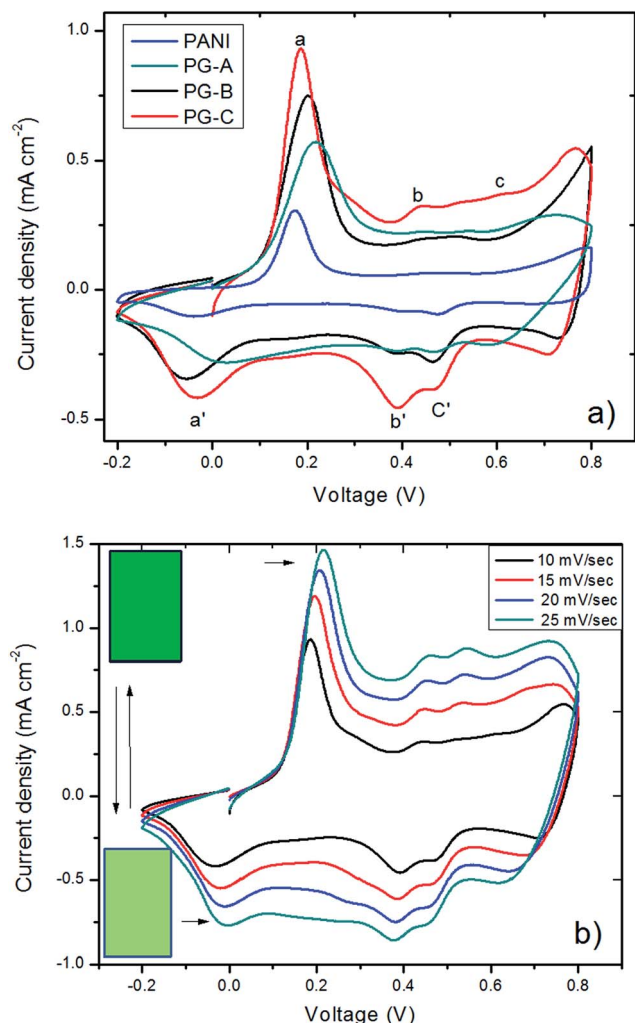 1.0
0.5
0.0
-0.5
Current density (mA cm-2)
PANI
PG-A
PG-B
PG-C
a
b
c
a'
b'
C'
a)
-0.2 0.0 0.2 0.4 0.6 0.8
Voltage (V)
1.5
1.0
0.5
0.0
-0.5
-1.0
Current density (mA cm-2)
10 mV/sec
15 mV/sec
20 mV/sec
25 mV/sec
b)
-0.2 0.0 0.2 0.4 0.6 0.8
Voltage (V)